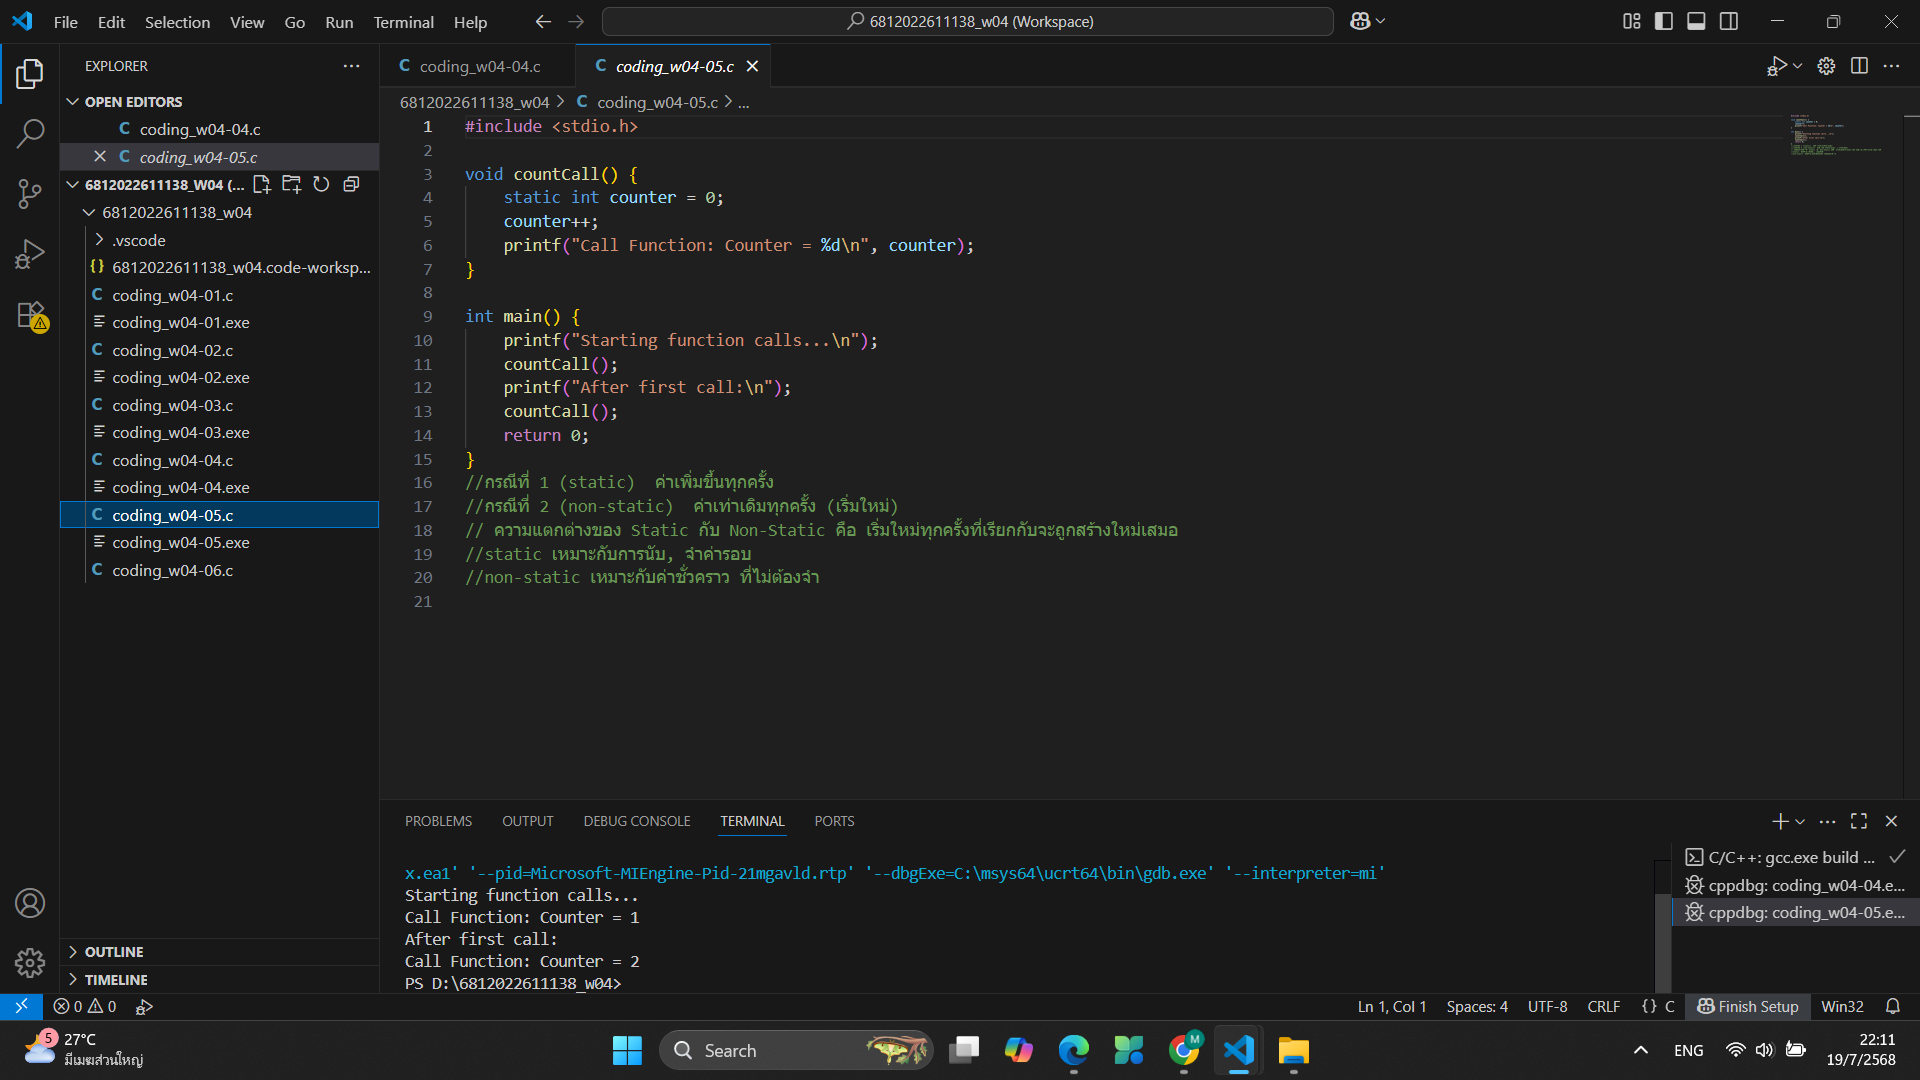 File Edit Selection View Go Run Terminal Help
6812022611138_w04 (Workspace)
EXPLORER
OPEN EDITORS
C coding_w04-04.c
C coding_w04-05.c
6812022611138_W04 (...
6812022611138_w04
.vscode
{} 6812022611138_w04.code-worksp...
C coding_w04-01.c
coding_w04-01.exe
C coding_w04-02.c
coding_w04-02.exe
C coding_w04-03.c
coding_w04-03.exe
C coding_w04-04.c
coding_w04-04.exe
C coding_w04-05.c
coding_w04-05.exe
C coding_w04-06.c
OUTLINE
TIMELINE
C coding_w04-04.c
C coding_w04-05.c
6812022611138_w04 > C coding_w04-05.c > ...
1 #include <stdio.h>
2
3 void countCall() {
4 static int counter = 0;
5 counter++;
6 printf("Call Function: Counter = %d\n", counter);
7 }
8
9 int main() {
10 printf("Starting function calls...\n");
11 countCall();
12 printf("After first call:\n");
13 countCall();
14 return 0;
15 }
16 //กรณีที่ 1 (static)  ค่าเพิ่มขึ้นทุกครั้ง
17 //กรณีที่ 2 (non-static)  ค่าเท่าเดิมทุกครั้ง (เริ่มใหม่)
18 // ความแตกต่างของ Static กับ Non-Static คือ เริ่มใหม่ทุกครั้งที่เรียกกับจะถูกสร้างใหม่เสมอ
19 //static เหมาะกับการนับ, จำค่ารอบ
20 //non-static เหมาะกับค่าชั่วคราว ที่ไม่ต้องจำ
21
PROBLEMS OUTPUT DEBUG CONSOLE TERMINAL PORTS
x.ea1' '--pid=Microsoft-MIEngine-Pid-21mgavld.rtp' '--dbgExe=C:\msys64\ucrt64\bin\gdb.exe' '--interpreter=mi'
Starting function calls...
Call Function: Counter = 1
After first call:
Call Function: Counter = 2
PS D:\6812022611138_w04>
C/C++: gcc.exe build ...
cppdbg: coding_w04-04.e...
cppdbg: coding_w04-05.e...
0 0
Ln 1, Col 1 Spaces: 4 UTF-8 CRLF {} C Finish Setup Win32
5
27°C
มีเมฆส่วนใหญ่
Search
M
ENG
22:11
19/7/2568